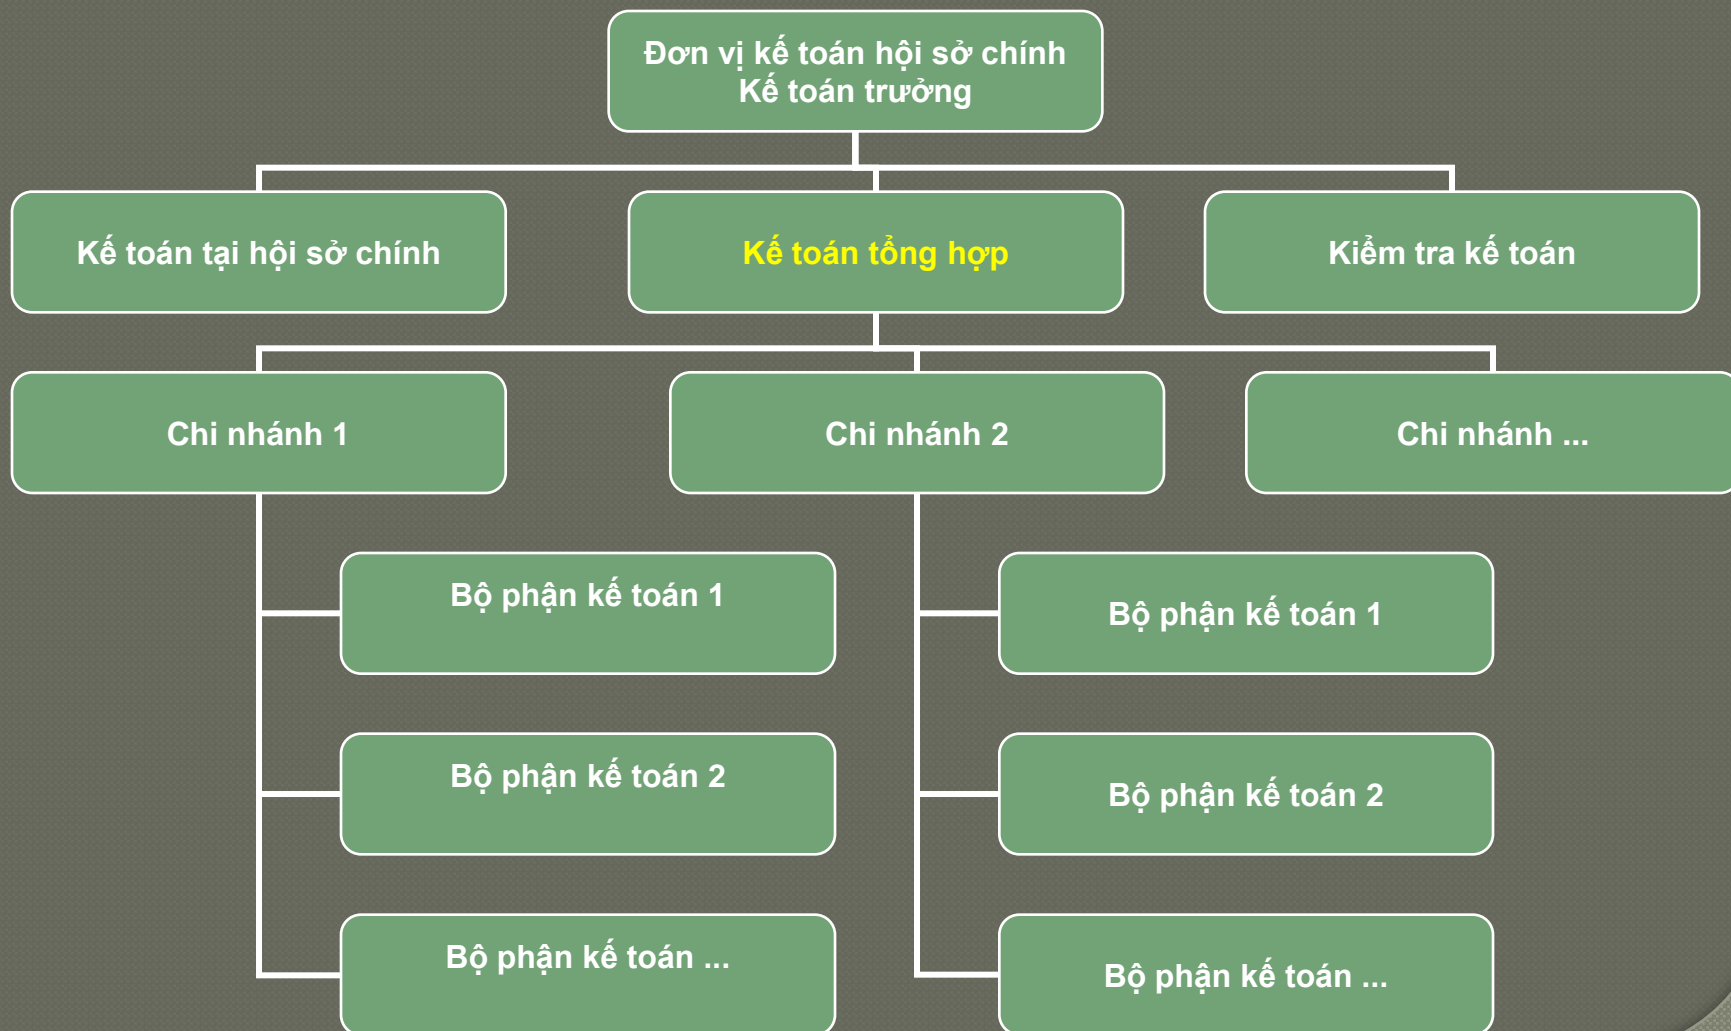 Đơn vị kế toán hội sở chính
Kế toán trưởng
Kế toán tại hội sở chính
Kế toán tổng hợp
Kiểm tra kế toán
Chi nhánh 1
Chi nhánh 2
Chi nhánh ...
Bộ phận kế toán 1
Bộ phận kế toán 1
Bộ phận kế toán 2
Bộ phận kế toán 2
Bộ phận kế toán ...
Bộ phận kế toán ...